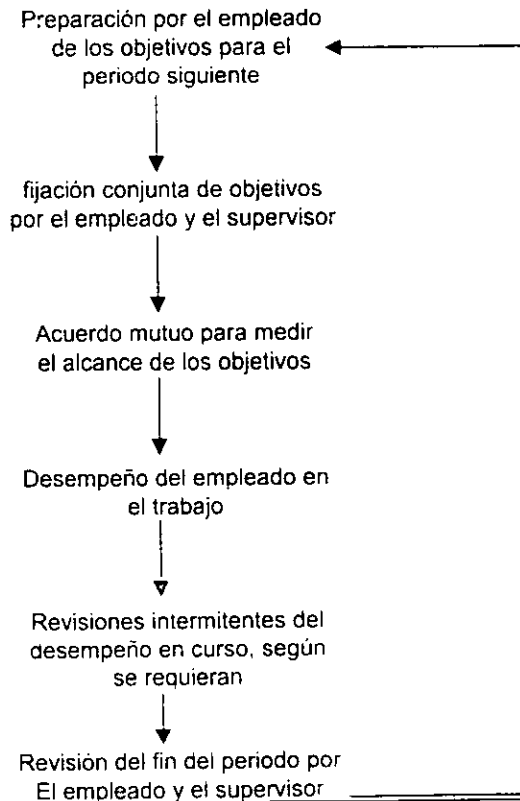 Preparación por el empleado
de los objetivos para el
periodo siguiente
fijación conjunta de objetivos
por el empleado y el supervisor
Acuerdo mutuo para medir
el alcance de los objetivos
Desempeño del empleado en
el trabajo
Revisiones intermitentes del
desempeño en curso, según
se requieran
Revisión del fin del periodo por
El empleado y el supervisor